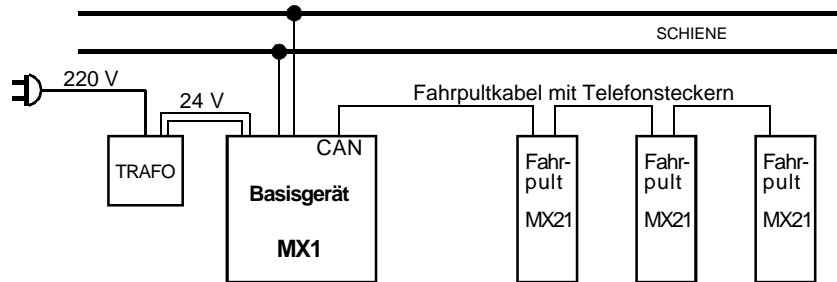 SCHIENE
220 V
24 V
Fahrpultkabel mit Telefonsteckern
TRAFO
CAN
Basisgerät
MX1
Fahr-
pult
MX21
Fahr-
pult
MX21
Fahr-
pult
MX21